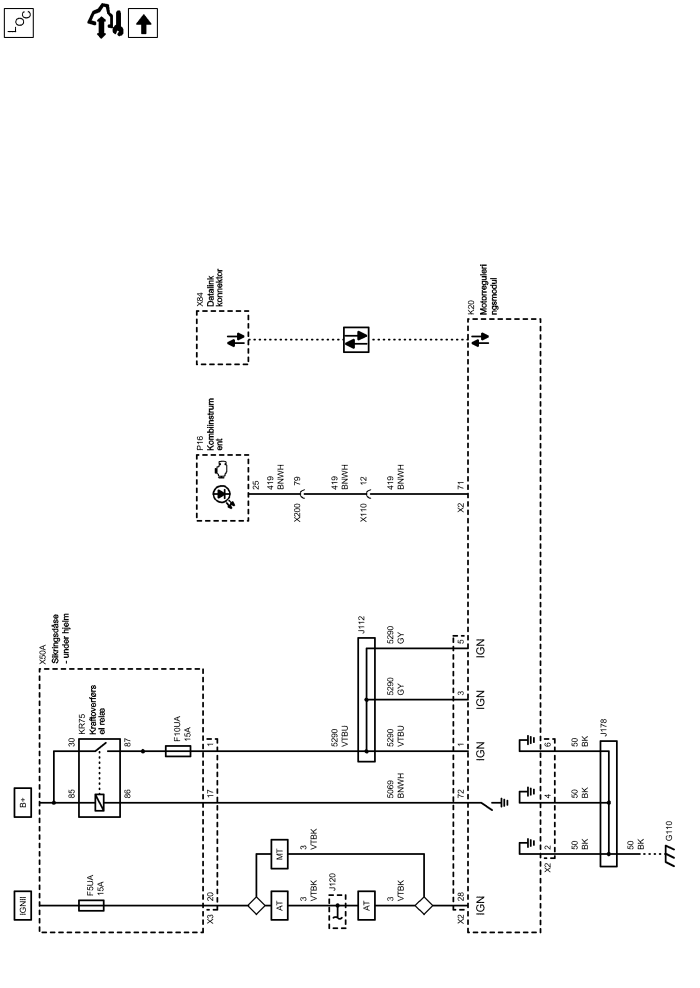 LOC
X84
Datalink
konnektor
P16
Kombiinstrum
ent
K20
Motorreguleri
ngsmodul
25
419
BNWH
79
X200
419
BNWH
12
X110
419
BNWH
71
X2
X50A
Sikringsdåse
- under hjelm
KR75
Kraftoverførs
el relæ
30
87
85
86
B+
IGNII
F10UA
15A
F5UA
15A
1
17
20
X3
J112
5290
VTBU
5290
GY
5290
GY
5290
VTBU
5069
BNWH
MT
3
VTBK
AT
3
VTBK
J120
AT
3
VTBK
5
3
1
72
28
X2
IGN
IGN
IGN
IGN
6
4
2
X2
50
BK
50
BK
50
BK
J178
50
BK
G110